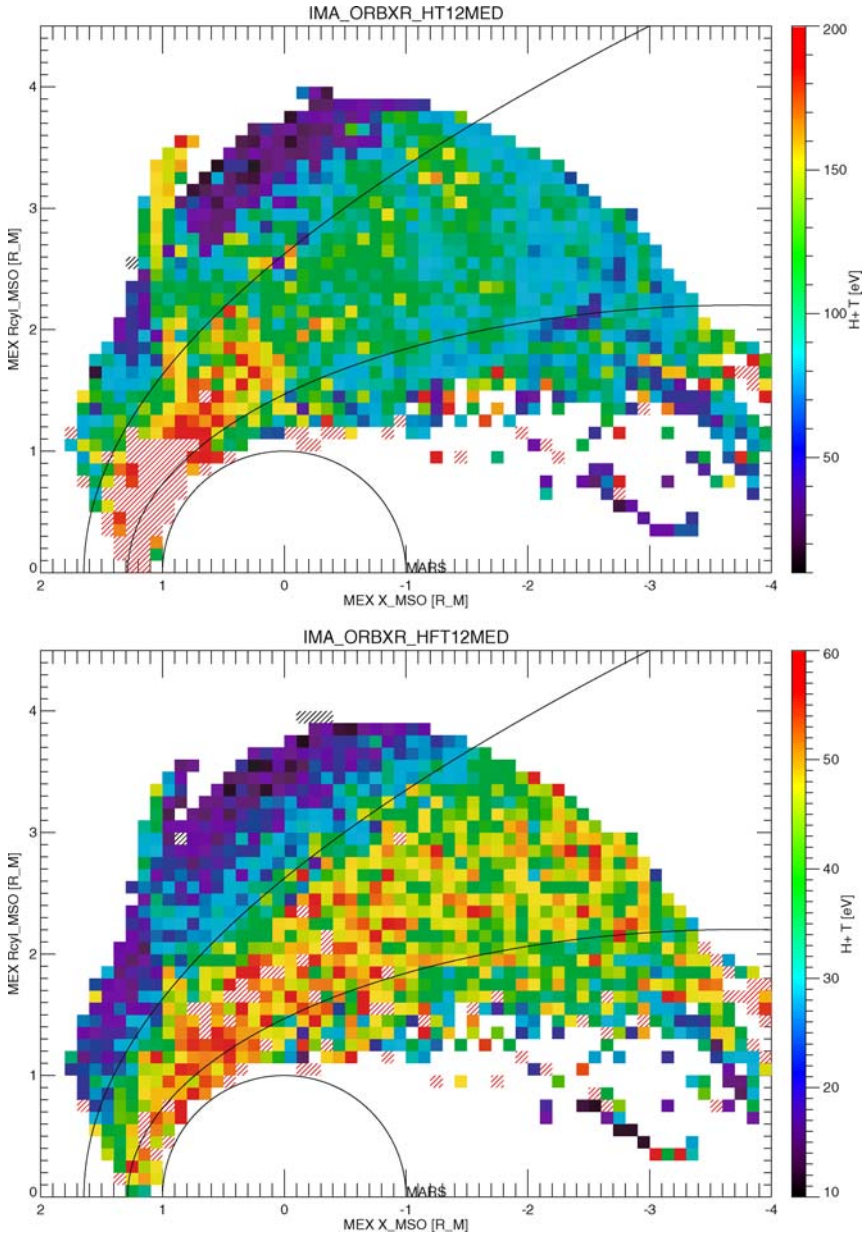 IMA_ORBXR_HT12MED
MEX Rcyl_MSO [R_M]
4
3
2
1
0
MARS
2 1 0 -1 -2 -3 -4
MEX X_MSO [R_M]
200
150
100
50
H+ T [eV]
IMA_ORBXR_HFT12MED
MEX Rcyl_MSO [R_M]
4
3
2
1
0
MARS
2 1 0 -1 -2 -3 -4
MEX X_MSO [R_M]
60
50
40
30
20
10
H+ T [eV]